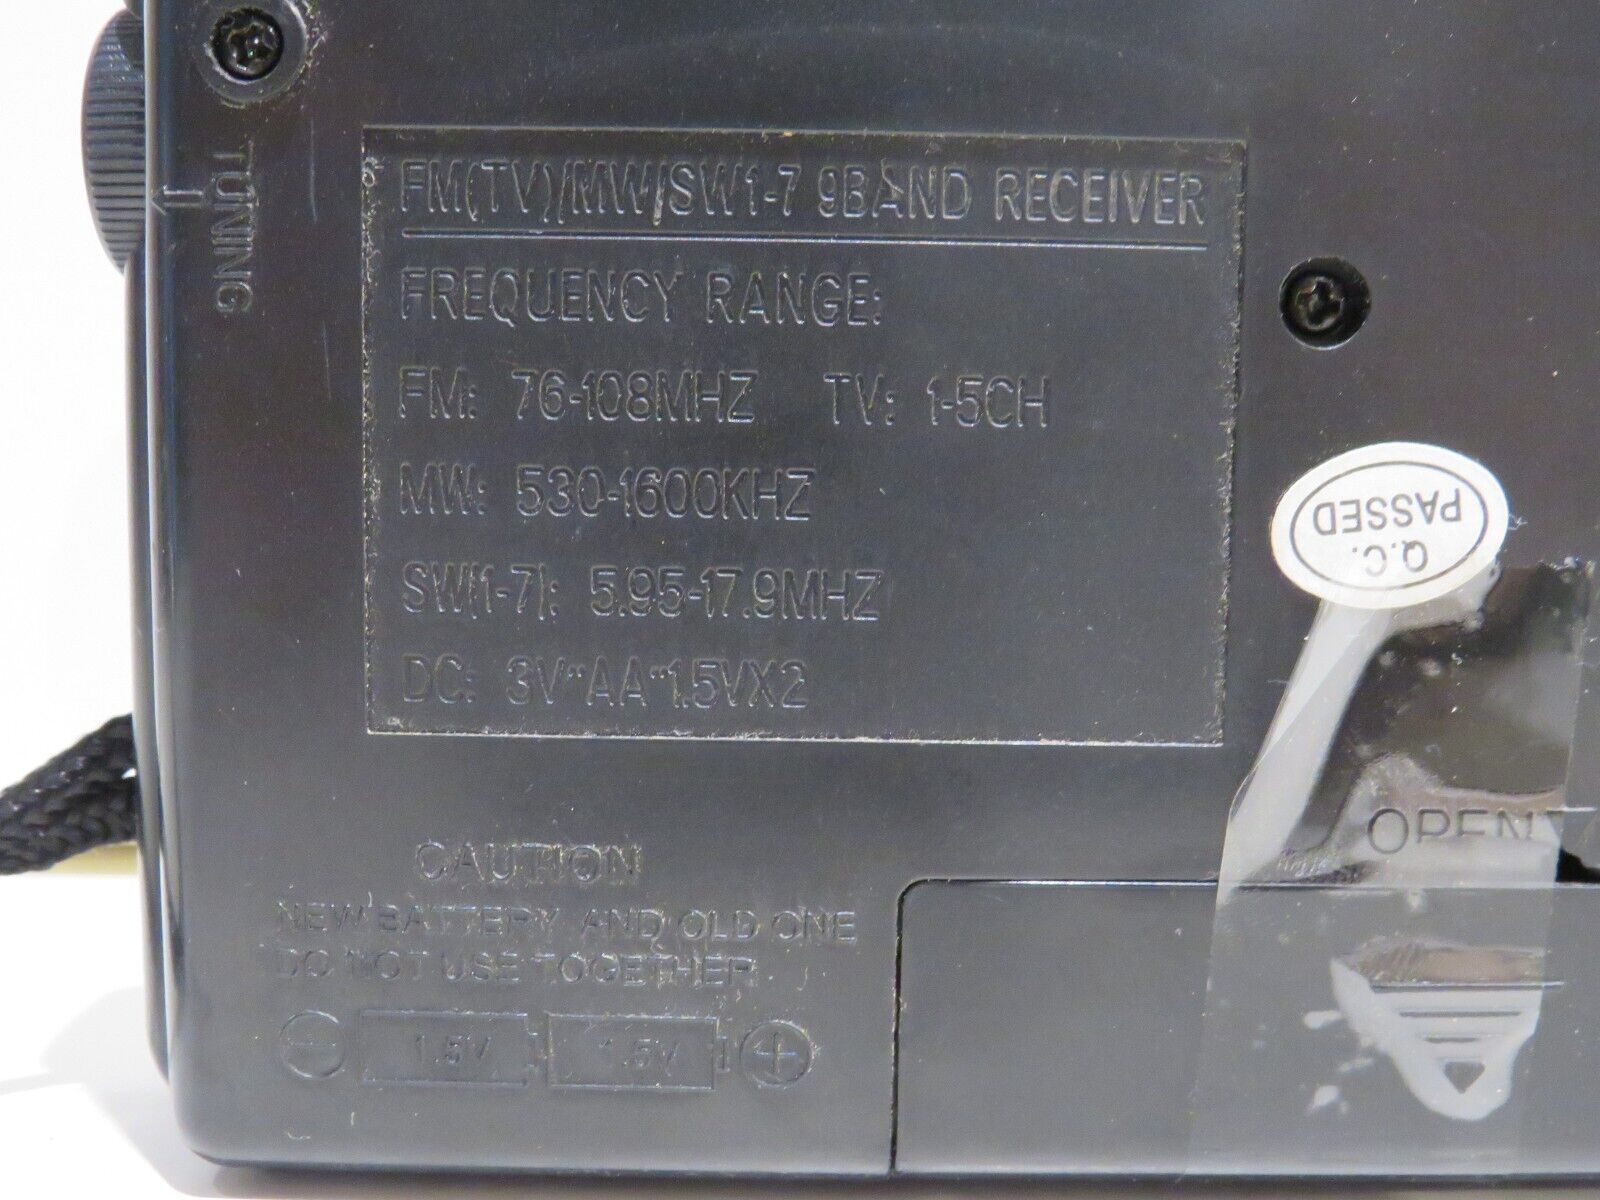 TUNING
FM(TV)/MW/SW1-7 9BAND RECEIVER
FREQUENCY RANGE:
FM: 76-108MHZ TV: 1-5CH
MW: 530-1600KHZ
SW(1-7): 5.95-17.9MHZ
DC: 3V"AA"1.5VX2
Q.C.
PASSED
OPEN
CAUTION
NEW BATTERY AND OLD ONE
DO NOT USE TOGETHER
1.5V 1.5V